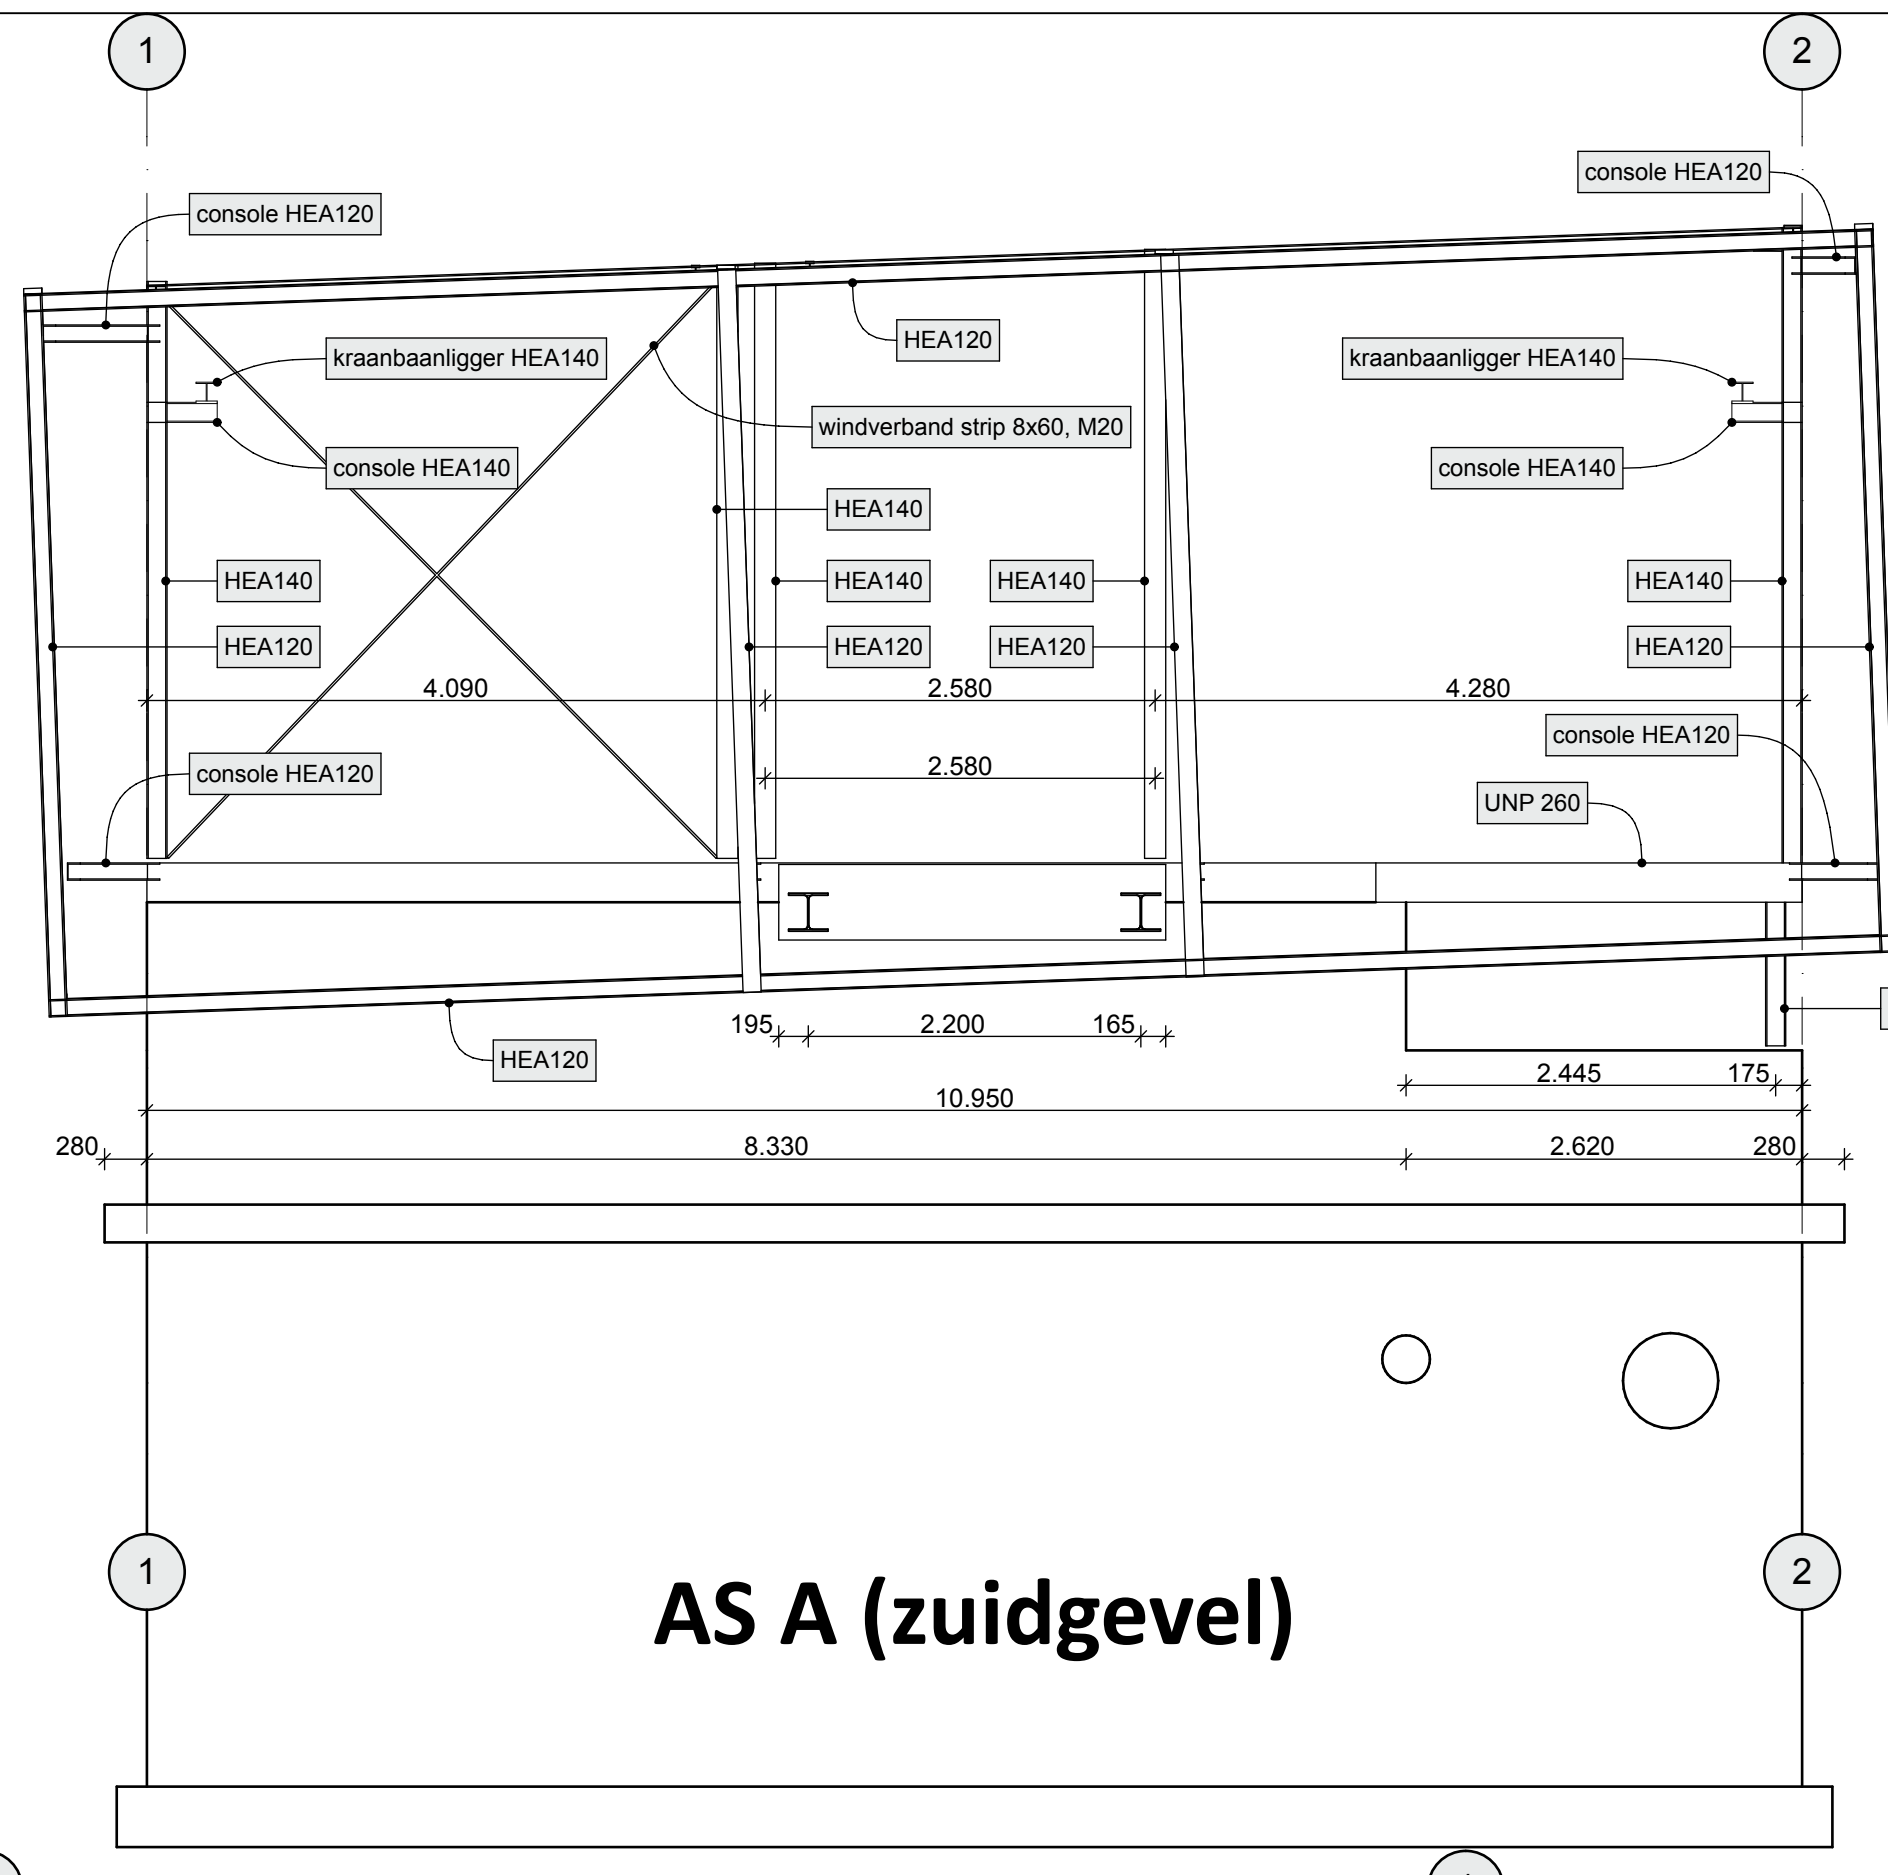 1
2
console HEA120
console HEA120
HEA120
kraanbaanligger HEA140
kraanbaanligger HEA140
windverband strip 8x60, M20
console HEA140
console HEA140
HEA140
HEA140
HEA140
HEA140
HEA140
HEA120
HEA120
HEA120
HEA120
4.090
2.580
4.280
console HEA120
2.580
console HEA120
UNP 260
195
2.200
165
HEA120
2.445
175
10.950
280
8.330
2.620
280
1
2
AS A (zuidgevel)